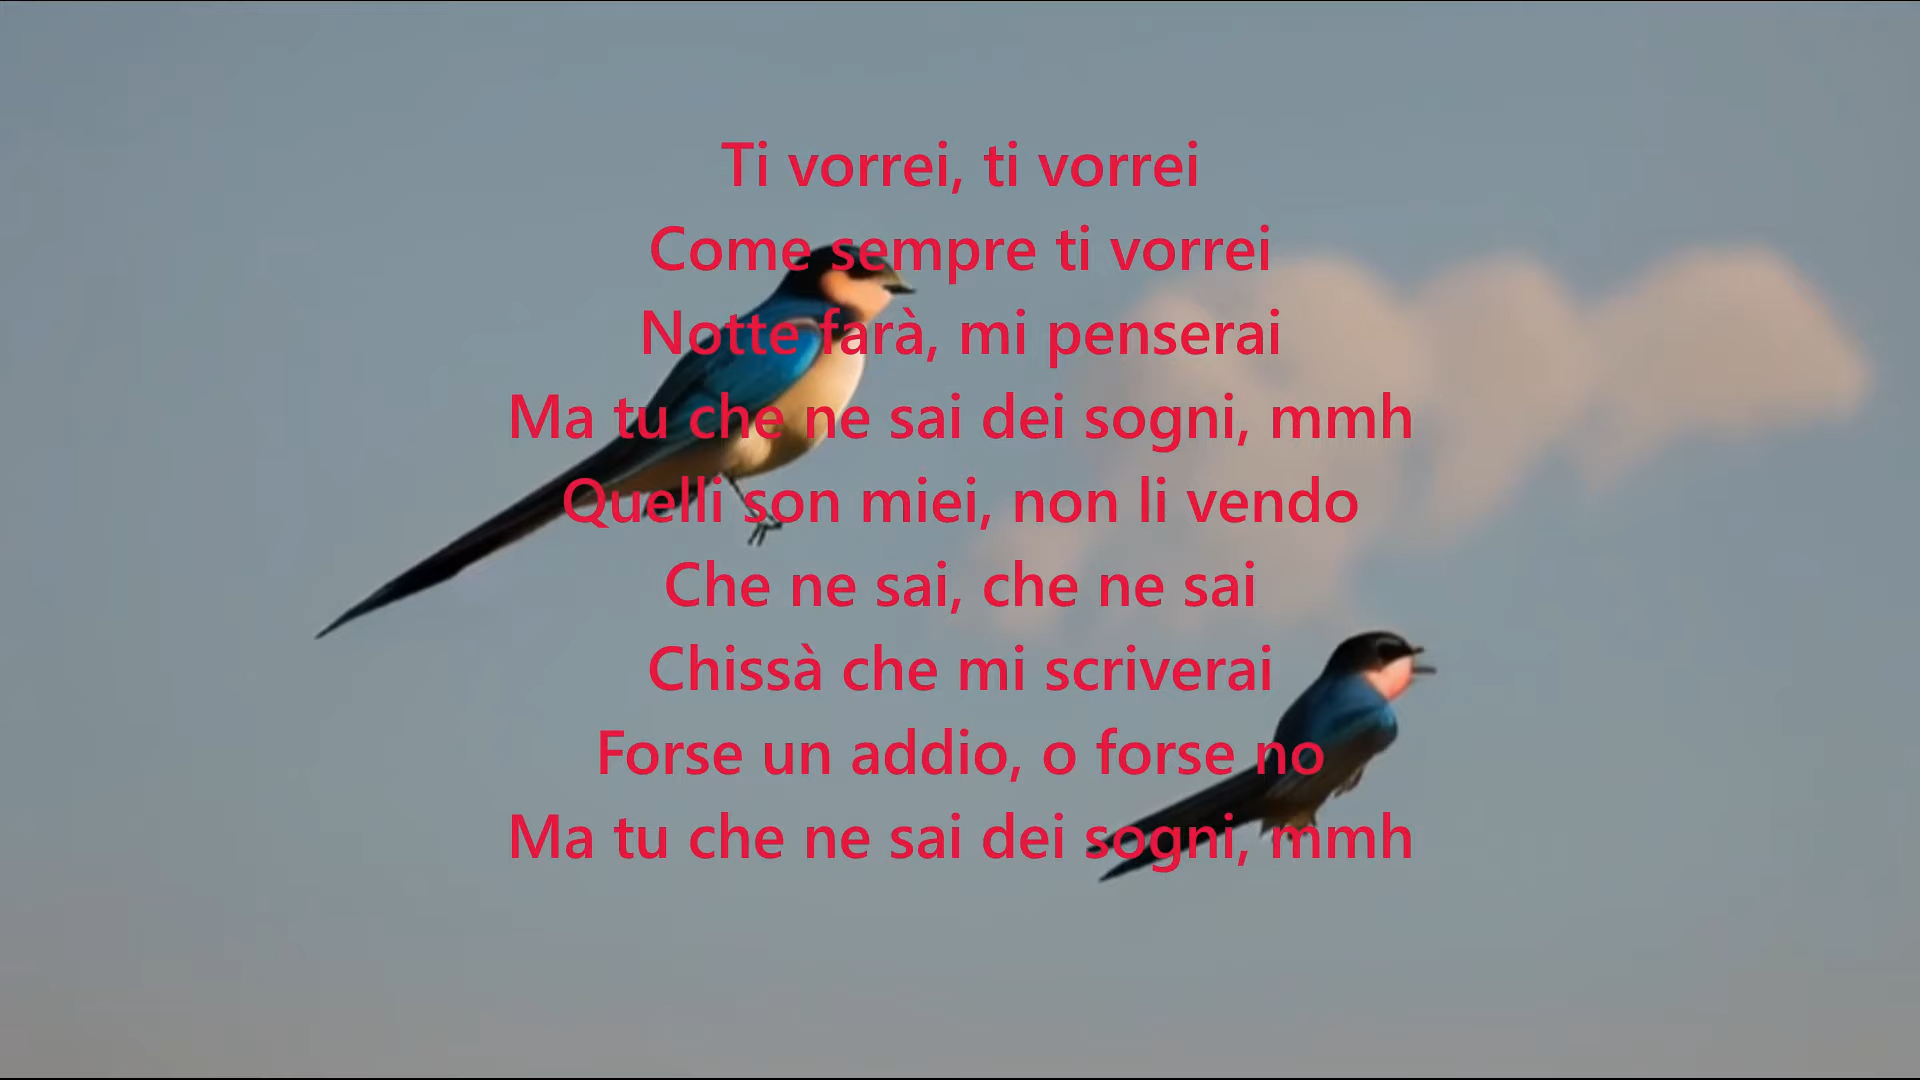 Ti vorrei, ti vorrei
Come sempre ti vorrei
Notte farà, mi penserai
Ma tu che ne sai dei sogni, mmh
Quelli son miei, non li vendo
Che ne sai, che ne sai
Chissà che mi scriverai
Forse un addio, o forse no
Ma tu che ne sai dei sogni, mmh